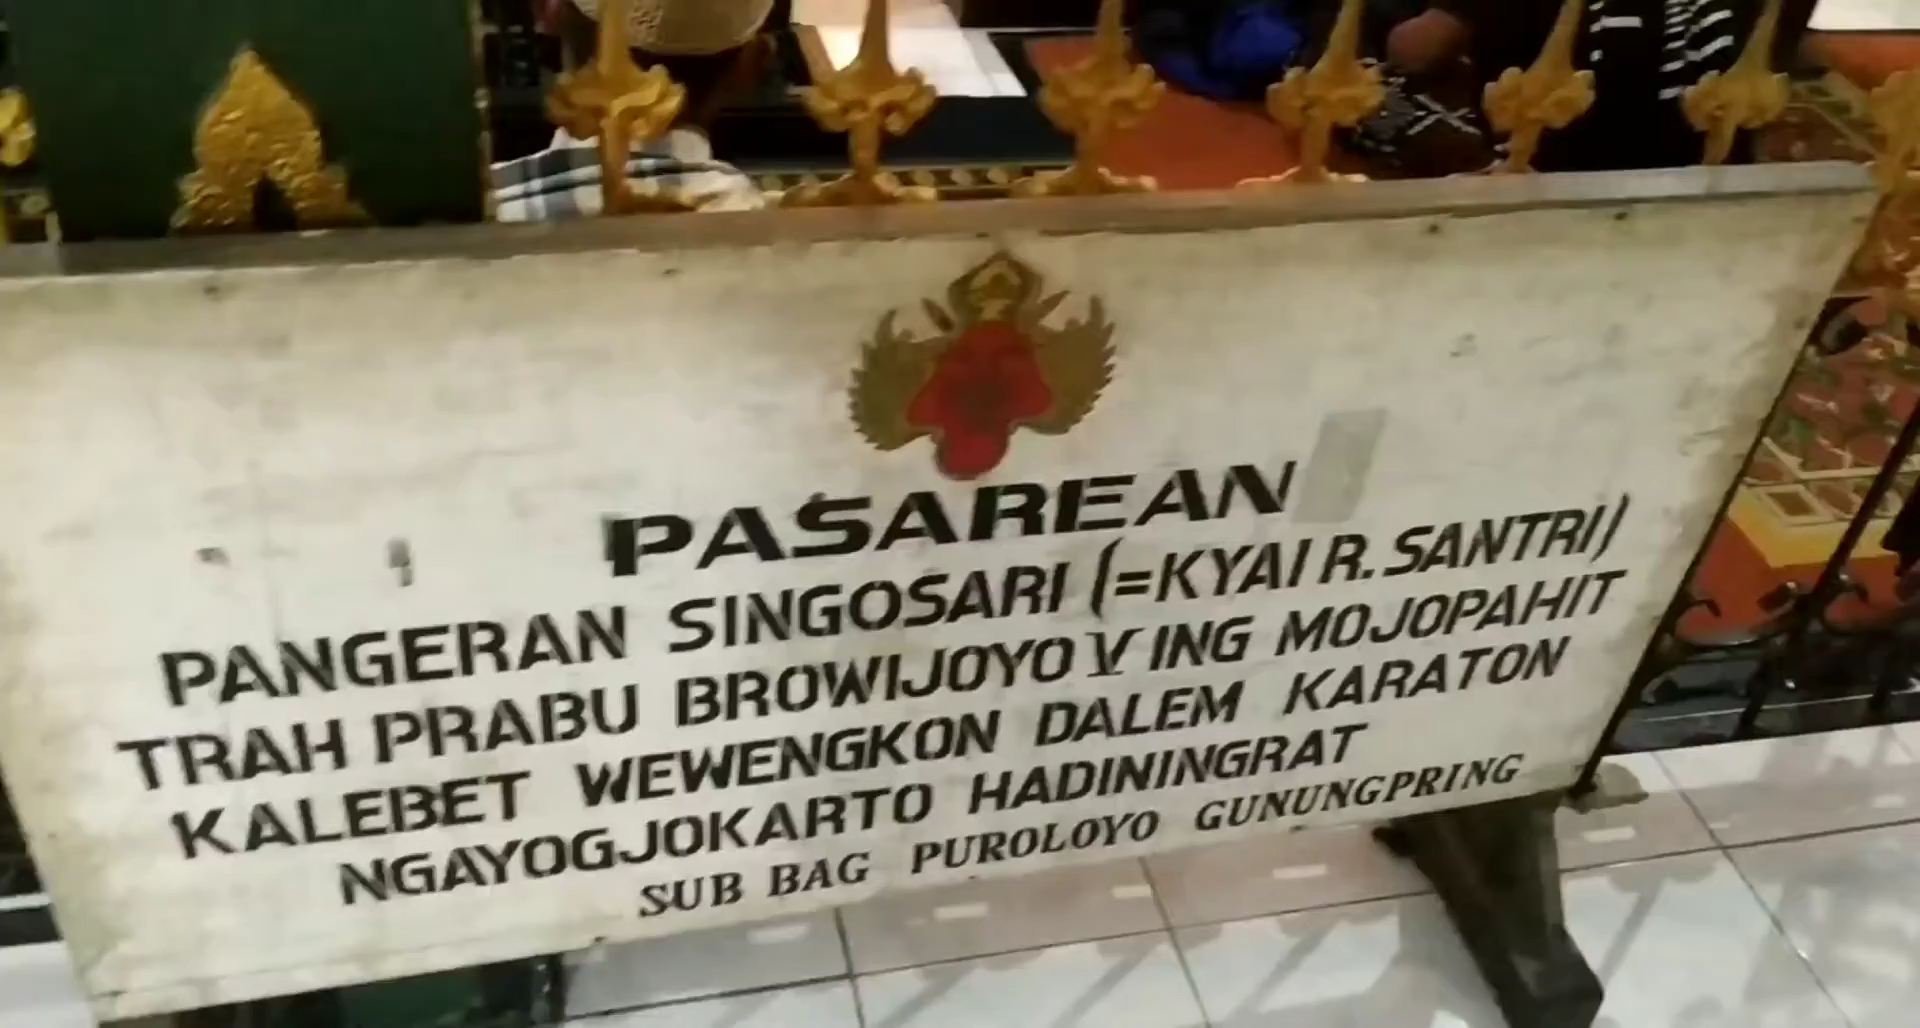 PASAREAN
PANGERAN SINGOSARI (=KYAI R. SANTRI)
TRAH PRABU BROWIJOYO V ING MOJOPAHIT
KALEBET WEWENGKON DALEM KARATON
NGAYOGJOKARTO HADININGRAT
SUB BAG PUROLOYO GUNUNGPRING